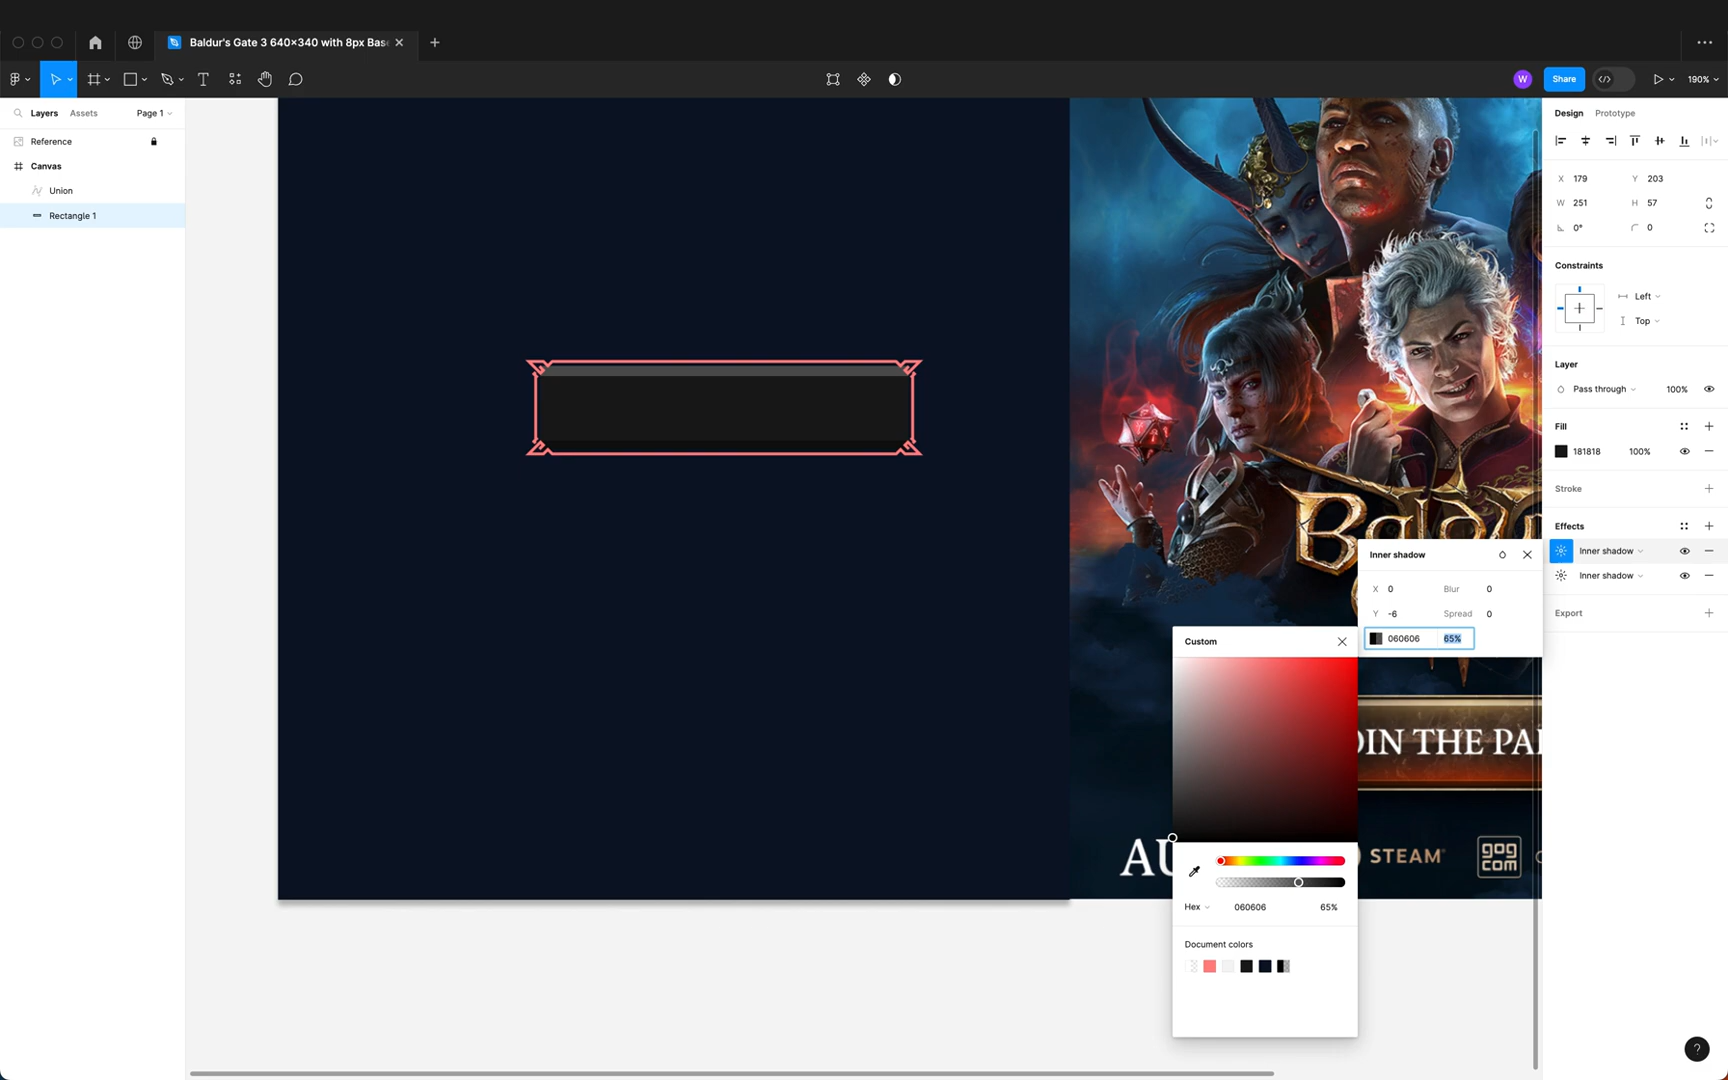 Baldur's Gate 3 640×340 with 8px Bas
W
Share
190%
Layers
Assets
Page 1
Reference
Canvas
Union
Rectangle 1
Design
Prototype
X 179
Y 203
W 251
H 57
0°
0
Constraints
Left
Top
Layer
Pass through
100%
Fill
181818
100%
Stroke
Effects
Inner shadow
Inner shadow
Export
Inner shadow
X 0
Blur 0
Y -6
Spread 0
060606
65%
Custom
Hex
060606
65%
Document colors
Baldu
OIN THE PA
AU
STEAM®
gog
com
?